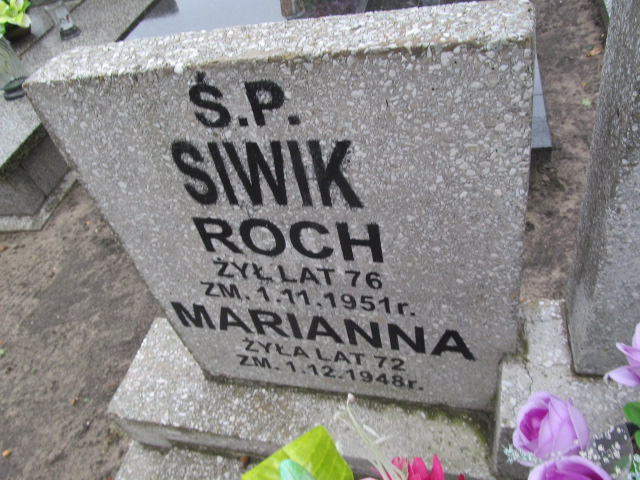 Ś.P.
SIWIK
ROCH
ŻYŁ LAT 76
ZM. 1.11.1951r.
MARIANNA
ŻYŁA LAT 72
ZM. 1.12.1948r.